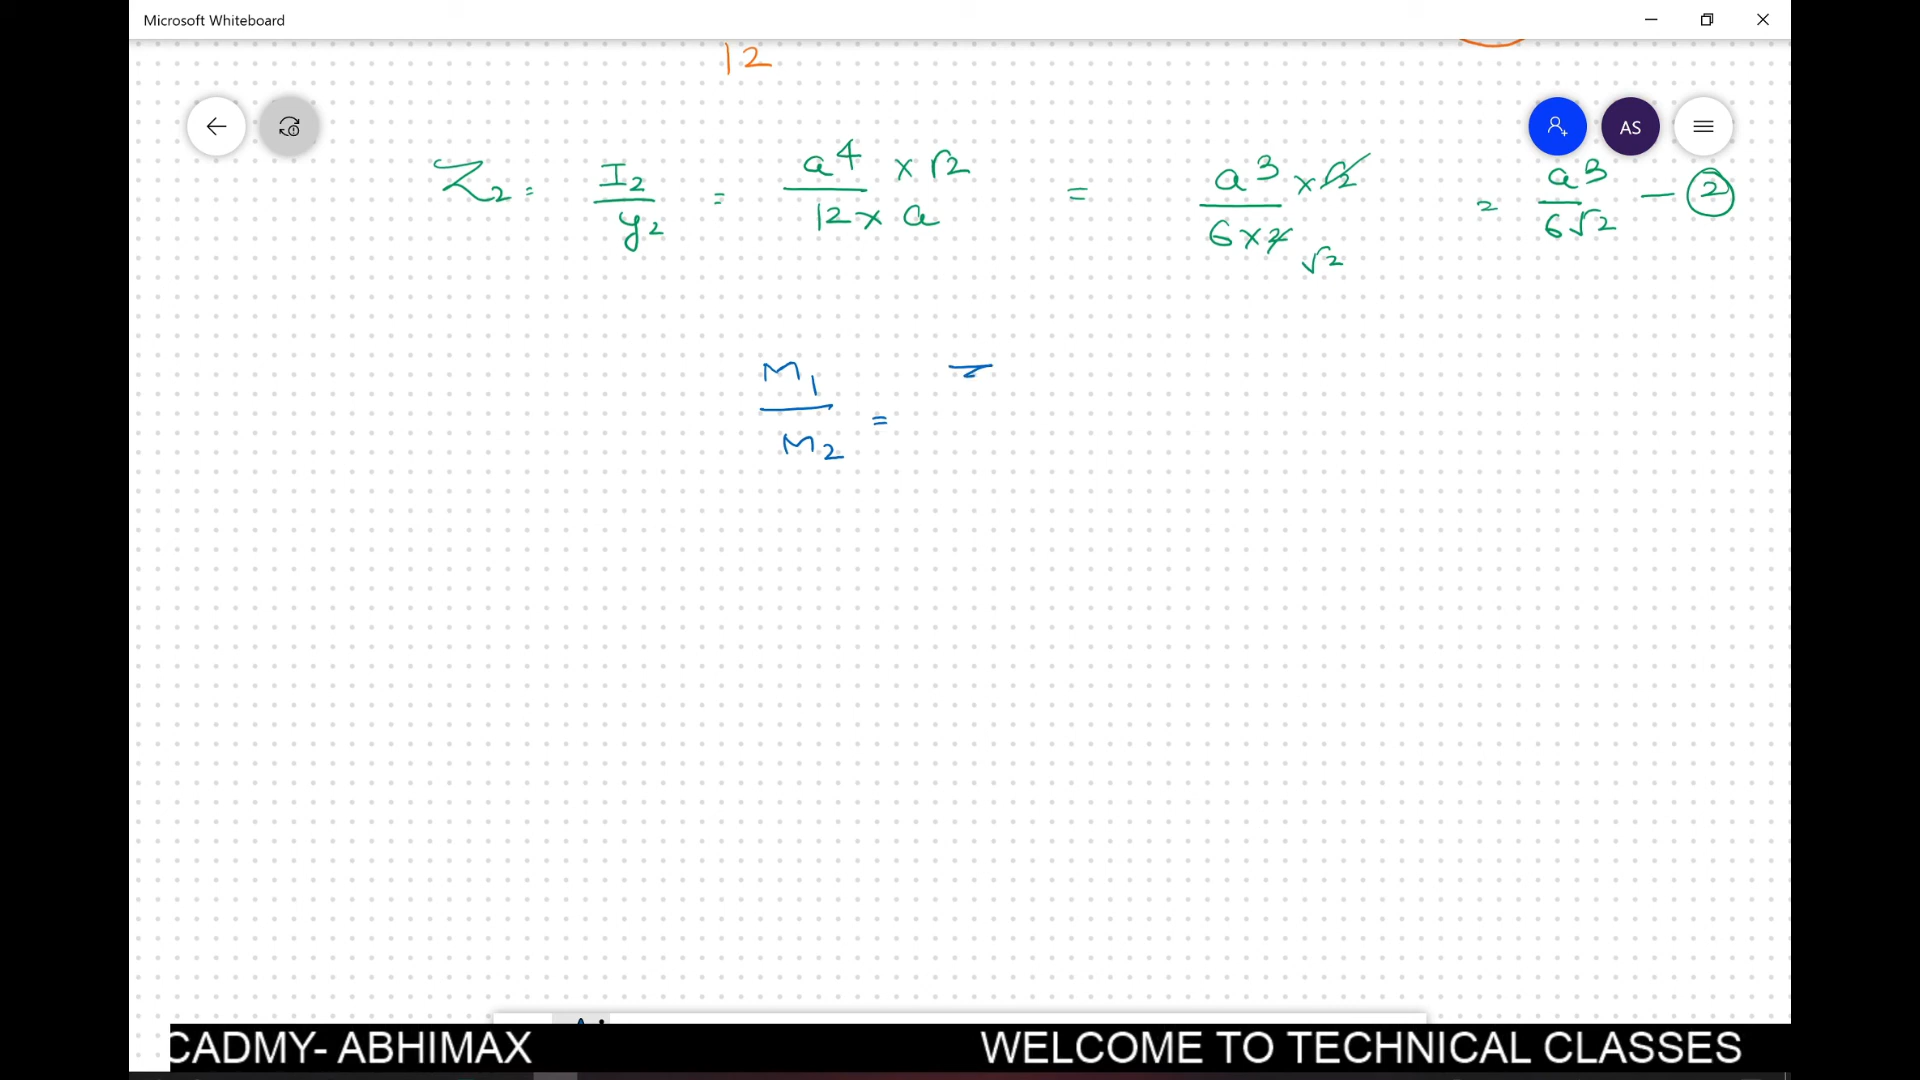 Microsoft Whiteboard
12
AS
Z₂ = I₂/y₂ = a⁴ × √2 / 12 × a = a³ × √2 / 6 × 2 √2 = a³ / 6√2 — ②
M₁/M₂ =
CADMY- ABHIMAX WELCOME TO TECHNICAL CLASSES